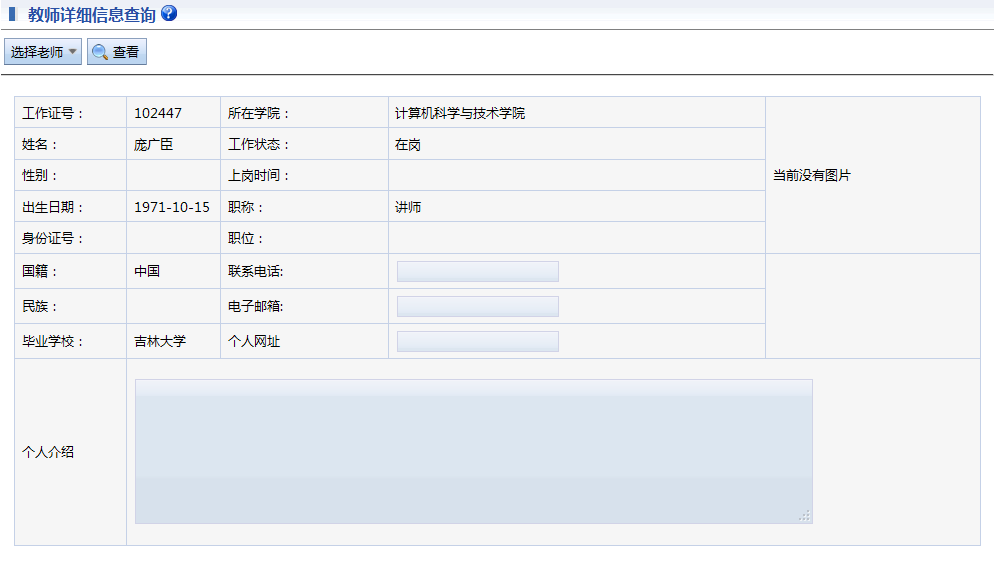 教师详细信息查询
选择老师 查看
工作证号： 102447 所在学院： 计算机科学与技术学院
姓名： 庞广臣 工作状态： 在岗
性别： 上岗时间： 当前没有图片
出生日期： 1971-10-15 职称： 讲师
身份证号： 职位：
国籍： 中国 联系电话:
民族： 电子邮箱:
毕业学校： 吉林大学 个人网址
个人介绍